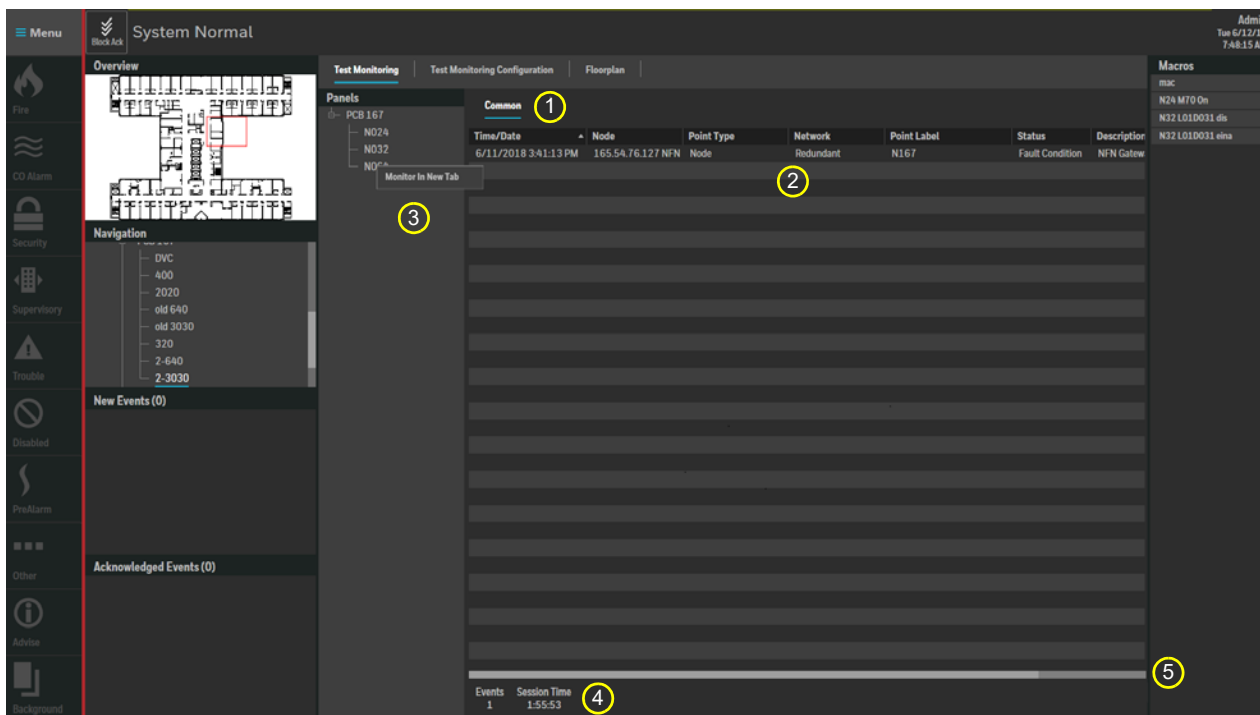 Menu
Block Ack
System Normal
Admi
Tue 6/12/1
7:48:15 A
Fire
CO Alarm
Security
Supervisory
Trouble
Disabled
PreAlarm
Other
Advise
Background
Overview
Navigation
DVC
400
2020
old 640
old 3030
320
2-640
2-3030
New Events (0)
Acknowledged Events (0)
Test Monitoring Test Monitoring Configuration Floorplan
Panels
PCB 167
N024
N032
Monitor In New Tab
3
Common 1
Time/Date Node Point Type Network Point Label Status Description
6/11/2018 3:41:13 PM 165.54.76.127 NFN Node Redundant N167 Fault Condition NFN Gatew
2
Events Session Time
1 1:55:53
4
Macros
mac
N24 M70 On
N32 L01D031 dis
N32 L01D031 eina
5